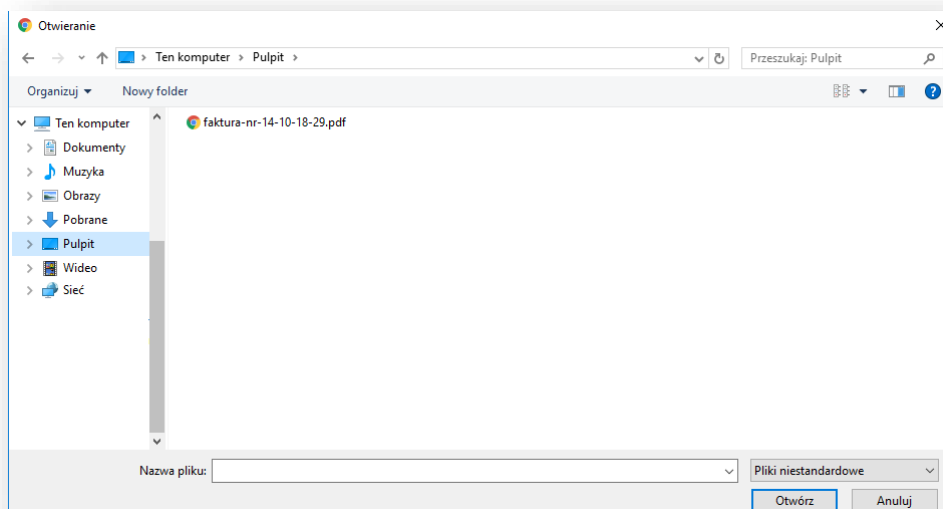 Otwieranie
Ten komputer > Pulpit >
Przeszukaj: Pulpit
Organizuj
Nowy folder
Ten komputer
Dokumenty
Muzyka
Obrazy
Pobrane
Pulpit
Wideo
Sieć
faktura-nr-14-10-18-29.pdf
Nazwa pliku:
Pliki niestandardowe
Otwórz
Anuluj